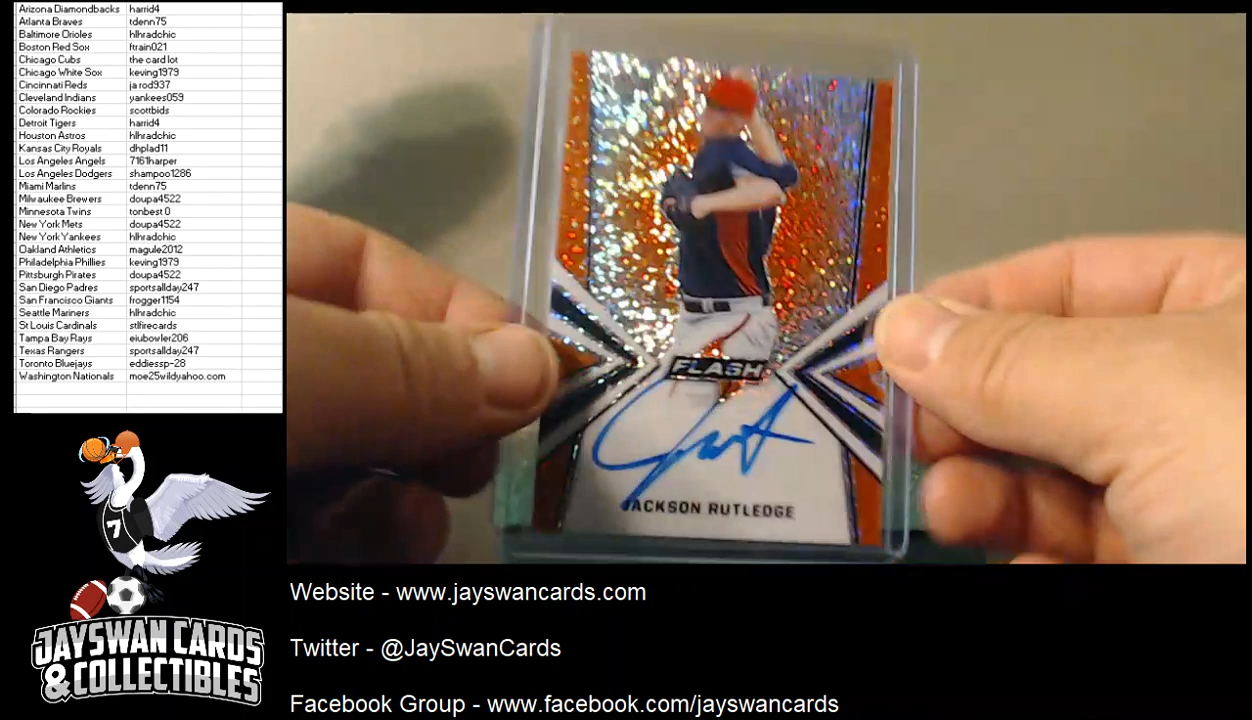 Arizona Diamondbacks harrid4
Atlanta Braves tdenn75
Baltimore Orioles hlhradchic
Boston Red Sox ftrain021
Chicago Cubs the card lot
Chicago White Sox keving1979
Cincinnati Reds ja rod937
Cleveland Indians yankees059
Colorado Rockies scottbids
Detroit Tigers harrid4
Houston Astros hlhradchic
Kansas City Royals dhplad11
Los Angeles Angels 7161harper
Los Angeles Dodgers shampoo1286
Miami Marlins tdenn75
Milwaukee Brewers doupa4522
Minnesota Twins tonbest 0
New York Mets doupa4522
New York Yankees hlhradchic
Oakland Athletics magule2012
Philadelphia Phillies keving1979
Pittsburgh Pirates doupa4522
San Diego Padres sportsallday247
San Francisco Giants frogger1154
Seattle Mariners hlhradchic
St Louis Cardinals stlfirecards
Tampa Bay Rays eiubowler206
Texas Rangers sportsallday247
Toronto Bluejays eddiessp-28
Washington Nationals moe25wildyahoo.com
FLASH
JACKSON RUTLEDGE
7
JAYSWAN CARDS
& COLLECTIBLES
Website - www.jayswancards.com
Twitter - @JaySwanCards
Facebook Group - www.facebook.com/jayswancards